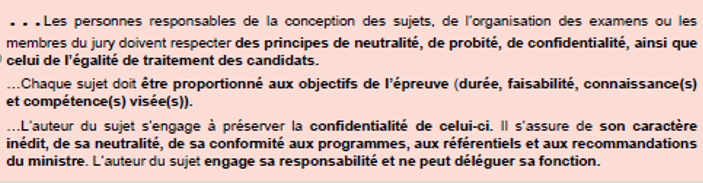 ...Les personnes responsables de la conception des sujets, de l'organisation des examens ou les
membres du jury doivent respecter des principes de neutralité, de probité, de confidentialité, ainsi que
celui de l'égalité de traitement des candidats.
...Chaque sujet doit être proportionné aux objectifs de l'épreuve (durée, faisabilité, connaissance(s)
et compétence(s) visée(s)).
...L'auteur du sujet s'engage à préserver la confidentialité de celui-ci. Il s'assure de son caractère
inédit, de sa neutralité, de sa conformité aux programmes, aux référentiels et aux recommandations
du ministre. L'auteur du sujet engage sa responsabilité et ne peut déléguer sa fonction.